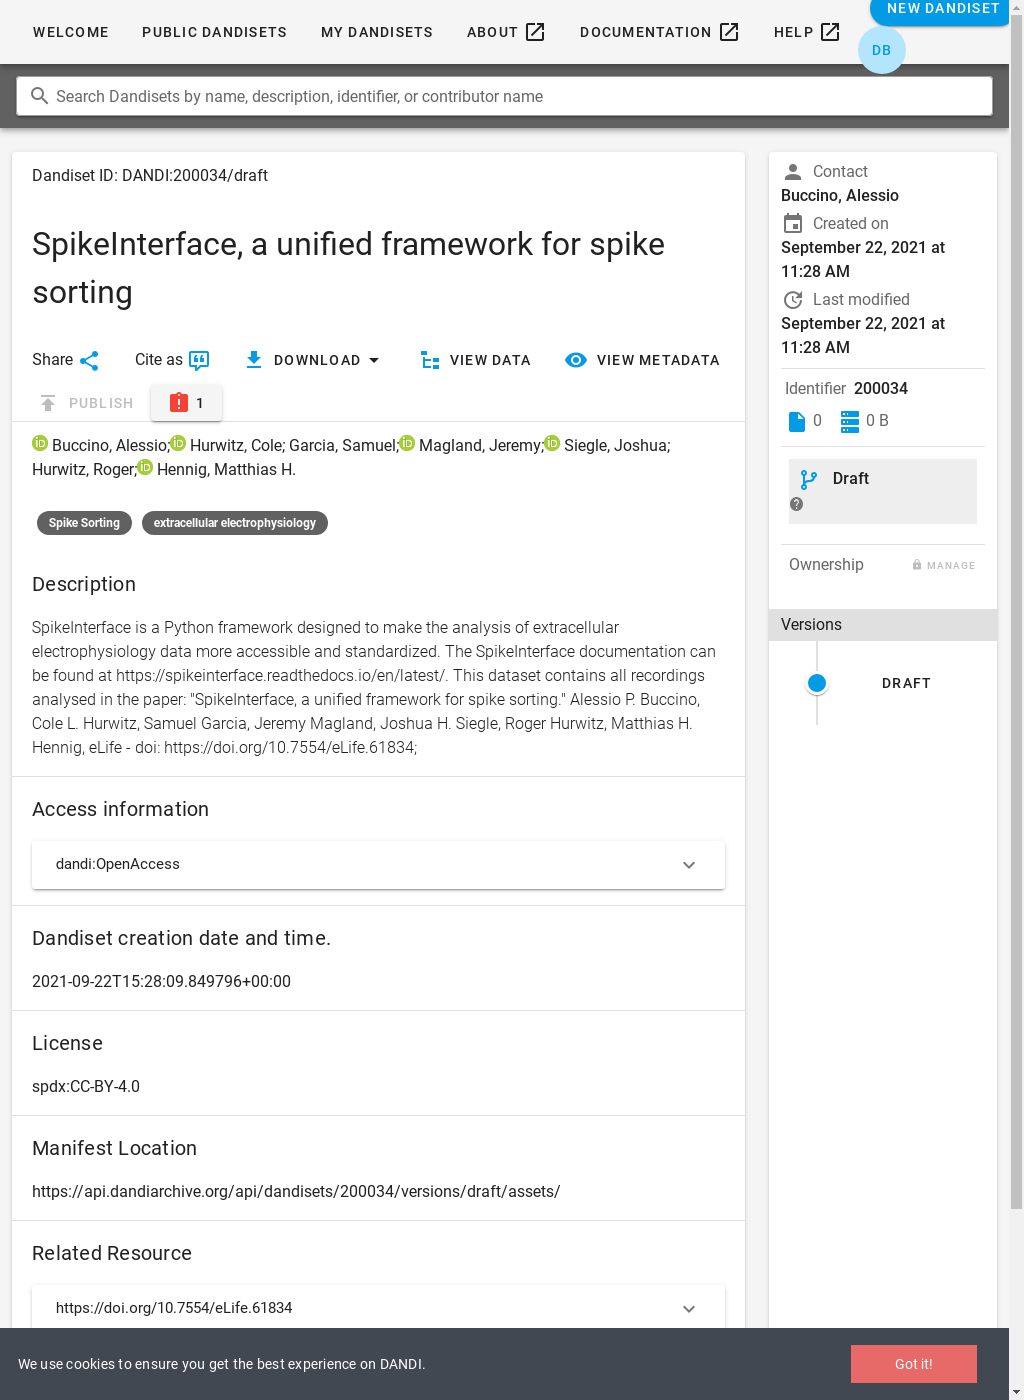 NEW DANDISET
WELCOME
PUBLIC DANDISETS
MY DANDISETS
ABOUT
DOCUMENTATION
HELP
DB
Search Dandisets by name, description, identifier, or contributor name
Dandiset ID: DANDI:200034/draft
SpikeInterface, a unified framework for spike
sorting
Share
Cite as
DOWNLOAD
VIEW DATA
VIEW METADATA
PUBLISH
1
Buccino, Alessio; Hurwitz, Cole; Garcia, Samuel; Magland, Jeremy; Siegle, Joshua;
Hurwitz, Roger; Hennig, Matthias H.
Spike Sorting
extracellular electrophysiology
Description
SpikeInterface is a Python framework designed to make the analysis of extracellular
electrophysiology data more accessible and standardized. The SpikeInterface documentation can
be found at https://spikeinterface.readthedocs.io/en/latest/. This dataset contains all recordings
analysed in the paper: "SpikeInterface, a unified framework for spike sorting." Alessio P. Buccino,
Cole L. Hurwitz, Samuel Garcia, Jeremy Magland, Joshua H. Siegle, Roger Hurwitz, Matthias H.
Hennig, eLife - doi: https://doi.org/10.7554/eLife.61834;
Access information
dandi:OpenAccess
Dandiset creation date and time.
2021-09-22T15:28:09.849796+00:00
License
spdx:CC-BY-4.0
Manifest Location
https://api.dandiarchive.org/api/dandisets/200034/versions/draft/assets/
Related Resource
https://doi.org/10.7554/eLife.61834
Contact
Buccino, Alessio
Created on
September 22, 2021 at
11:28 AM
Last modified
September 22, 2021 at
11:28 AM
Identifier 200034
0
0 B
Draft
Ownership
MANAGE
Versions
DRAFT
We use cookies to ensure you get the best experience on DANDI.
Got it!